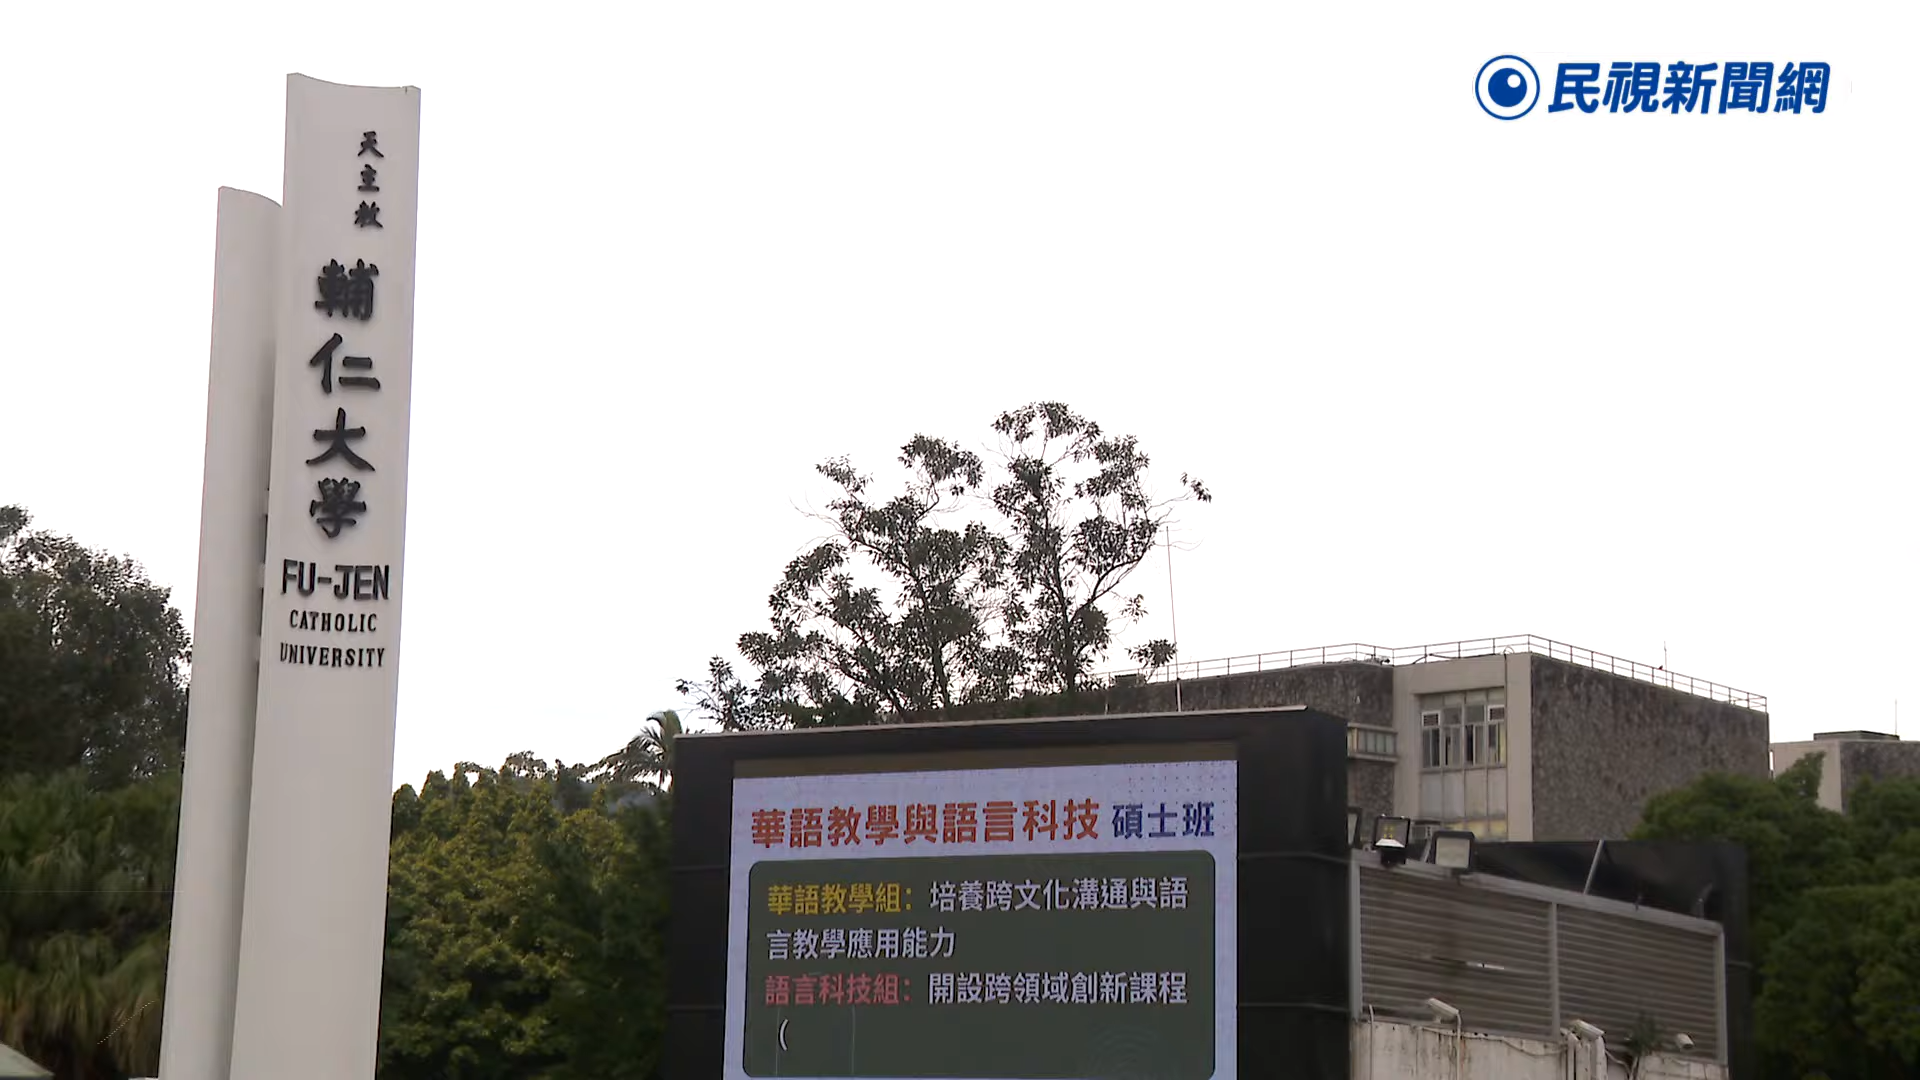 民視新聞網
天主教
輔仁大學
FU-JEN
CATHOLIC
UNIVERSITY
華語教學與語言科技 碩士班
華語教學組：培養跨文化溝通與語
言教學應用能力
語言科技組：開設跨領域創新課程
(